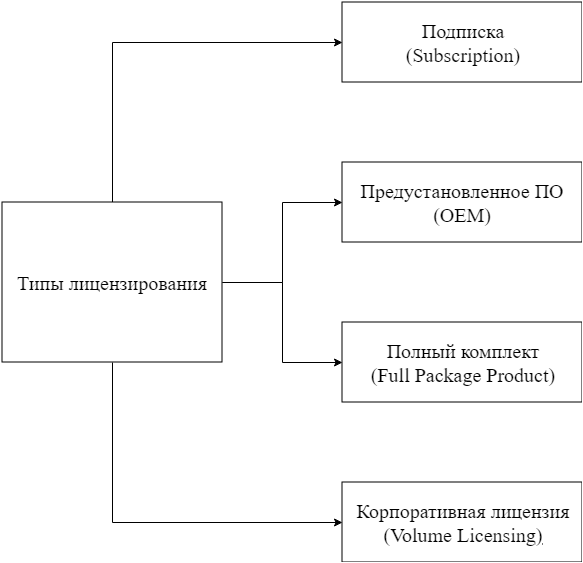 Подписка
(Subscription)
Предустановленное ПО
(OEM)
Типы лицензирования
Полный комплект
(Full Package Product)
Корпоративная лицензия
(Volume Licensing)